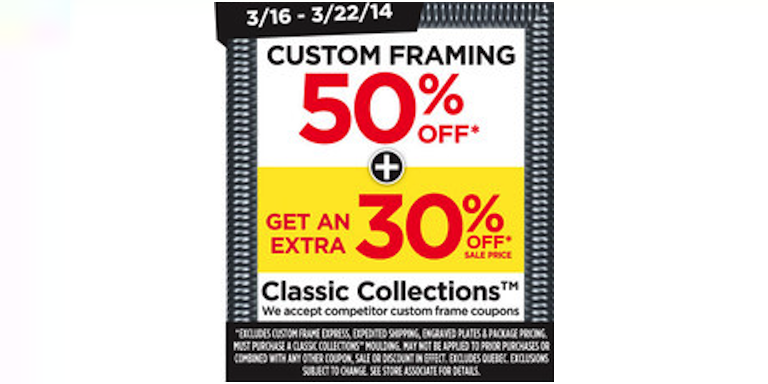 3/16 - 3/22/14
CUSTOM FRAMING
50%
OFF*
+
GET AN
EXTRA
30%
OFF*
SALE PRICE
Classic Collections™
We accept competitor custom frame coupons
*EXCLUDES CUSTOM FRAME EXPRESS, EXPEDITED SHIPPING, ENGRAVED PLATES & PACKAGE PRICING.
MUST PURCHASE A CLASSIC COLLECTIONS™ MOULDING. MAY NOT BE APPLIED TO PRIOR PURCHASES OR
COMBINED WITH ANY OTHER COUPON, SALE OR DISCOUNT IN EFFECT. EXCLUDES QUEBEC. EXCLUSIONS
SUBJECT TO CHANGE. SEE STORE ASSOCIATE FOR DETAILS.